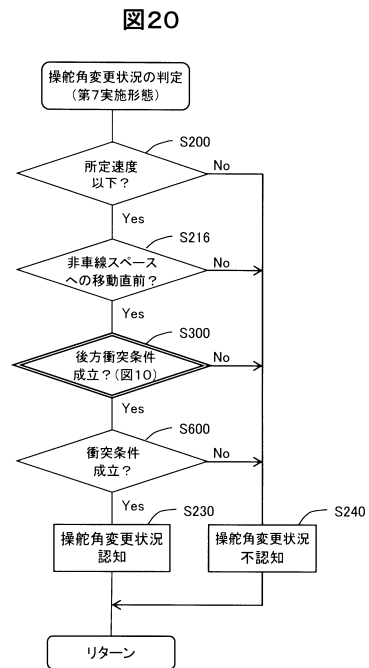 図20
操舵角変更状況の判定
(第7実施形態)
S200
所定速度
以下？
No
Yes
S216
非車線スペース
への移動直前？
No
Yes
S300
後方衝突条件
成立？(図10)
No
Yes
S600
衝突条件
成立？
No
Yes
S230
操舵角変更状況
認知
S240
操舵角変更状況
不認知
リターン